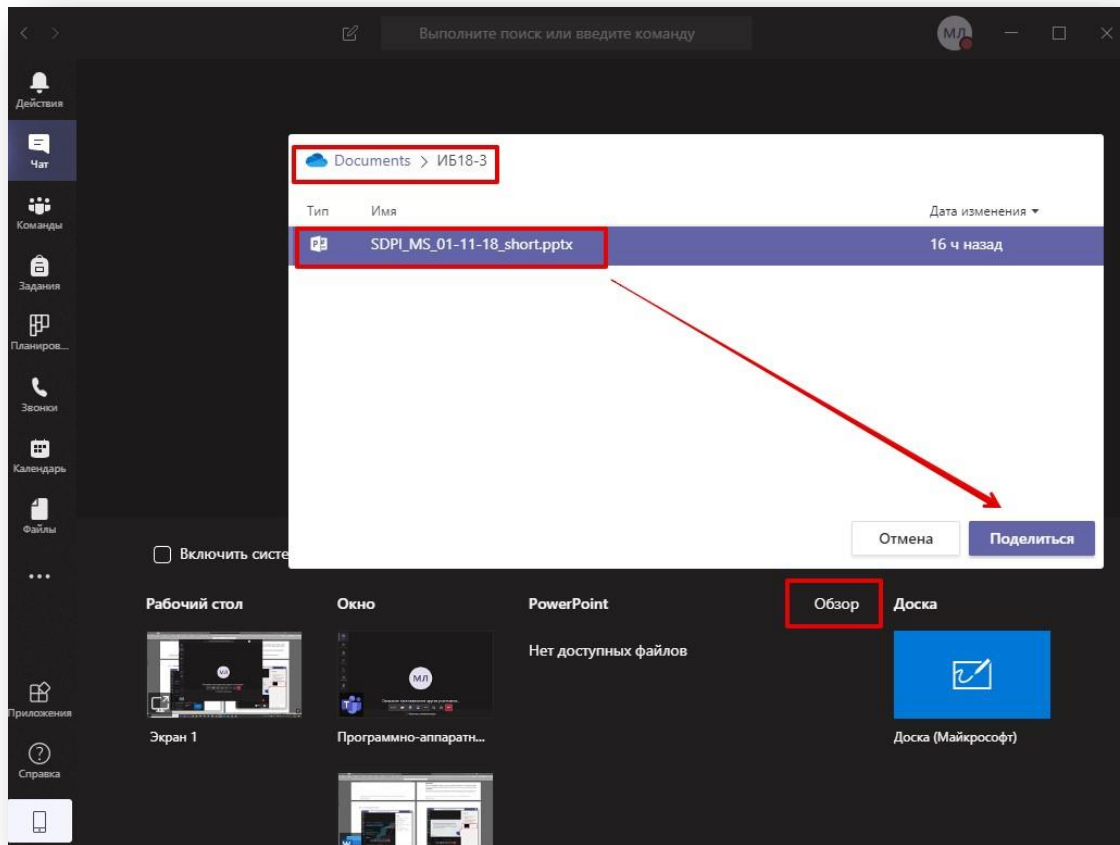 Выполните поиск или введите команду
МЛ
Действия
Чат
Команды
Задания
Планиров...
Звонки
Календарь
Файлы
Приложения
Справка
Documents > ИБ18-3
Тип Имя Дата изменения
SDPI_MS_01-11-18_short.pptx 16 ч назад
Отмена Поделиться
Включить систе
Рабочий стол Окно PowerPoint Обзор Доска
Нет доступных файлов
МЛ
Экран 1 Программно-аппаратн... Доска (Майкрософт)